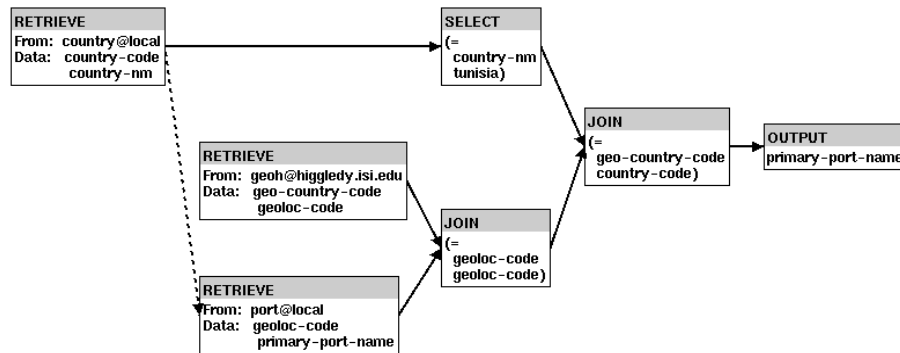 RETRIEVE
From: country@local
Data: country-code
country-nm
SELECT
(=
country-nm
tunisia)
RETRIEVE
From: geoh@higgledy.isi.edu
Data: geo-country-code
geoloc-code
JOIN
(=
geoloc-code
geoloc-code)
RETRIEVE
From: port@local
Data: geoloc-code
primary-port-name
JOIN
(=
geo-country-code
country-code)
OUTPUT
primary-port-name